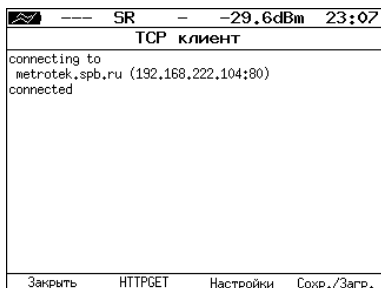 --- SR - -29.6dBm 23:07
TCP клиент
connecting to
metrotek.spb.ru (192.168.222.104:80)
connected
Закрыть HTTPGET Настройки Сохр./Загр.